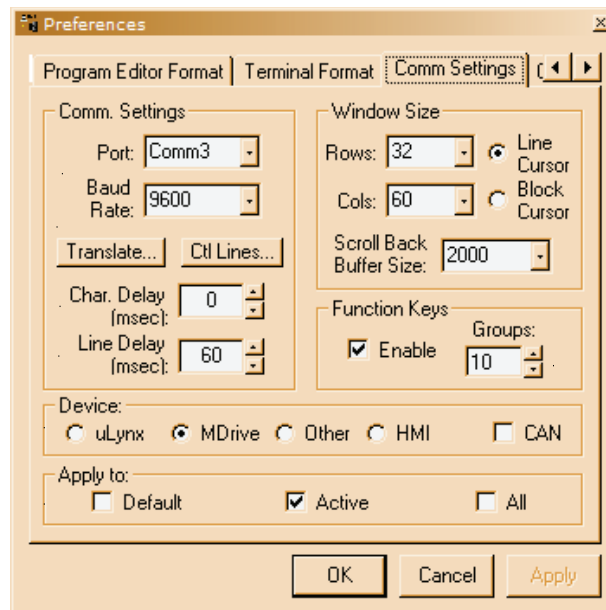 Preferences
Program Editor Format
Terminal Format
Comm Settings
Comm. Settings
Port: Comm3
Baud
Rate: 9600
Translate...
Ctl Lines...
Char. Delay
(msec): 0
Line Delay
(msec): 60
Window Size
Rows: 32
Line
Cursor
Cols: 60
Block
Cursor
Scroll Back
Buffer Size: 2000
Function Keys
Enable
Groups:
10
Device:
uLynx
MDrive
Other
HMI
CAN
Apply to:
Default
Active
All
OK
Cancel
Apply